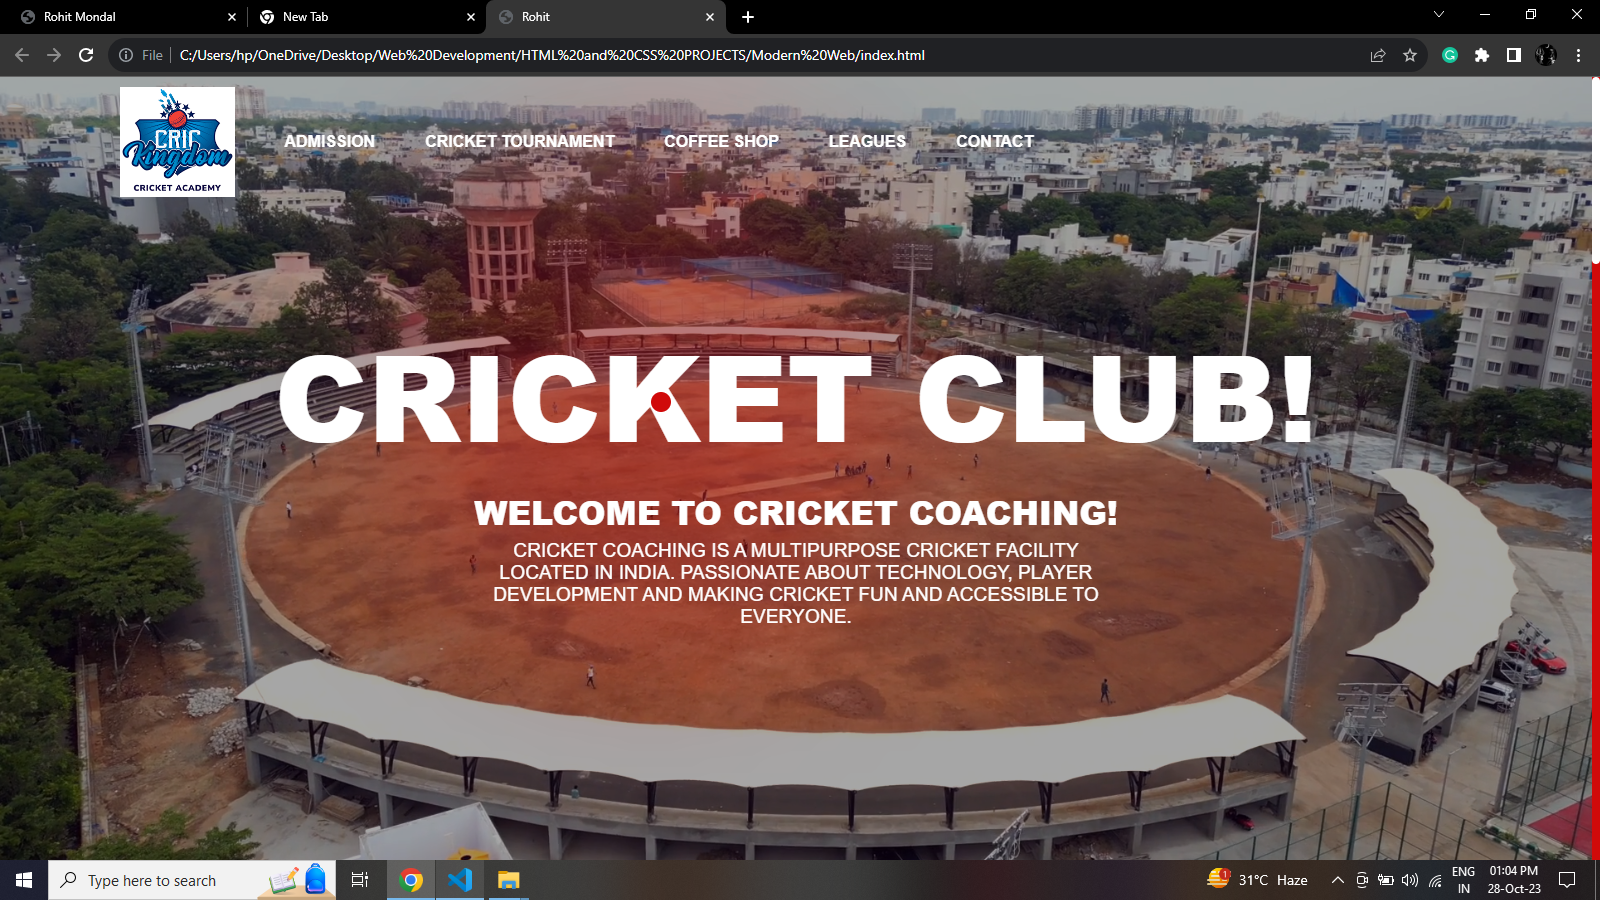 Rohit Mondal
New Tab
Rohit
File
C:/Users/hp/OneDrive/Desktop/Web%20Development/HTML%20and%20CSS%20PROJECTS/Modern%20Web/index.html
CRIC
Kingdom
CRICKET ACADEMY
ADMISSION
CRICKET TOURNAMENT
COFFEE SHOP
LEAGUES
CONTACT
CRICKET CLUB!
WELCOME TO CRICKET COACHING!
CRICKET COACHING IS A MULTIPURPOSE CRICKET FACILITY
LOCATED IN INDIA. PASSIONATE ABOUT TECHNOLOGY, PLAYER
DEVELOPMENT AND MAKING CRICKET FUN AND ACCESSIBLE TO
EVERYONE.
Type here to search
1
31°C Haze
ENG
IN
01:04 PM
28-Oct-23